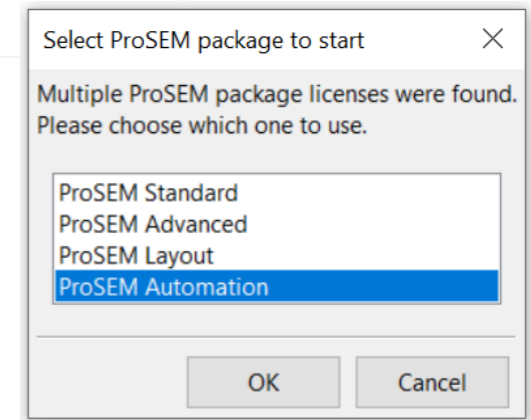 Select ProSEM package to start
Multiple ProSEM package licenses were found.
Please choose which one to use.
ProSEM Standard
ProSEM Advanced
ProSEM Layout
ProSEM Automation
OK Cancel